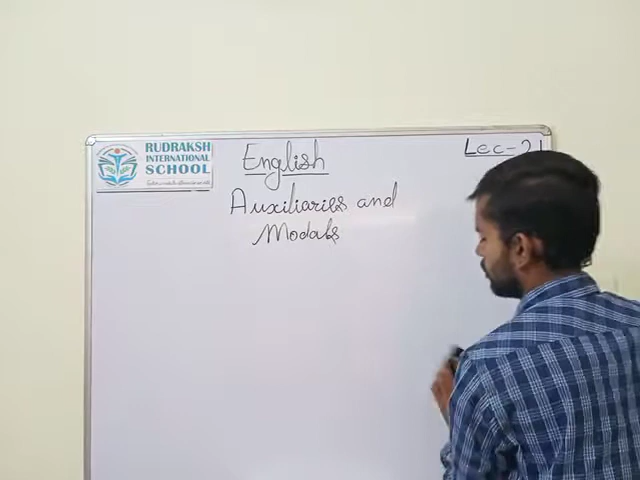 RUDRAKSH
INTERNATIONAL
SCHOOL
English
Lec-21
Auxiliaries and
Modals